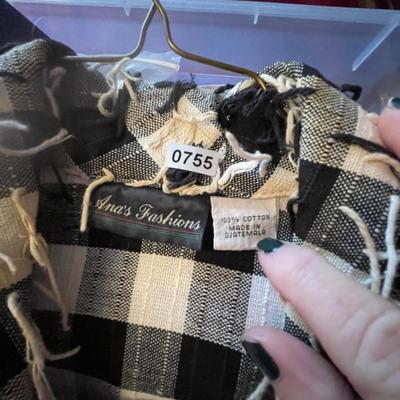 0755
Ana's Fashions
100% COTTON
MADE IN
GUATEMALA